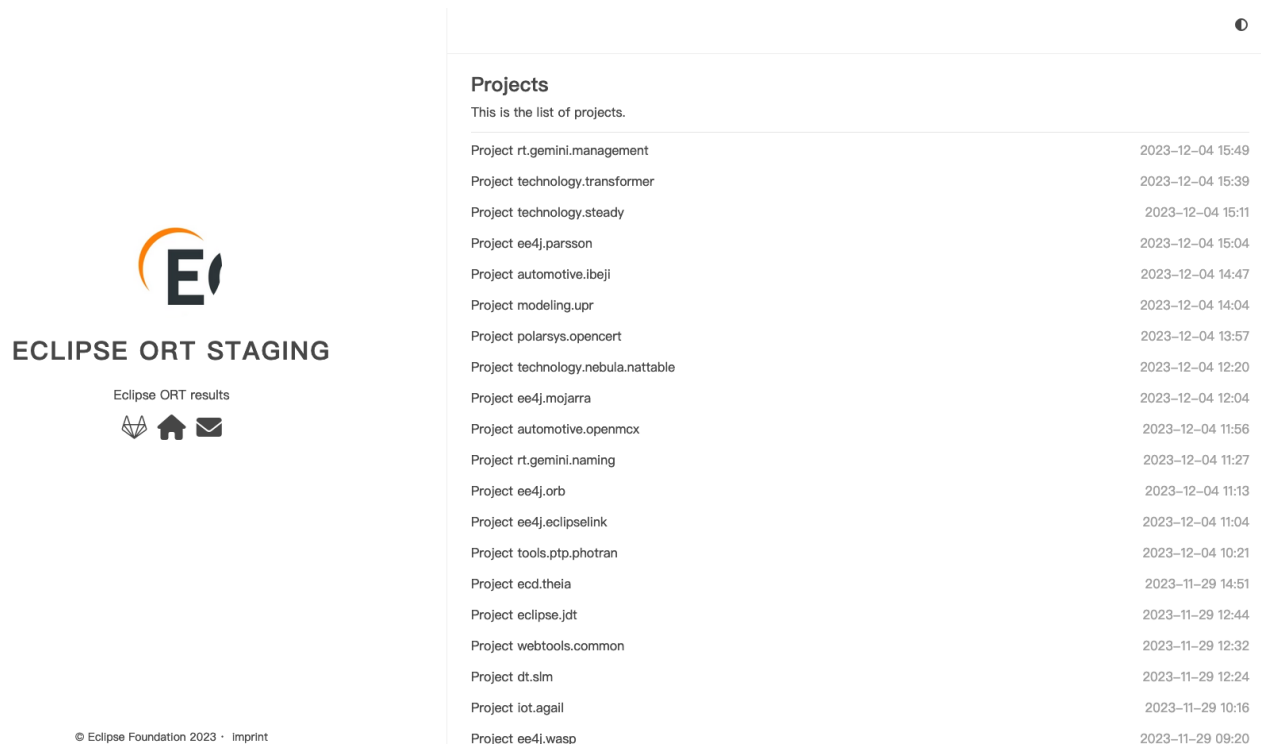 ECLIPSE ORT STAGING
Eclipse ORT results
© Eclipse Foundation 2023 · imprint
Projects
This is the list of projects.
Project rt.gemini.management 2023-12-04 15:49
Project technology.transformer 2023-12-04 15:39
Project technology.steady 2023-12-04 15:11
Project ee4j.parsson 2023-12-04 15:04
Project automotive.ibeji 2023-12-04 14:47
Project modeling.upr 2023-12-04 14:04
Project polarsys.opencert 2023-12-04 13:57
Project technology.nebula.nattable 2023-12-04 12:20
Project ee4j.mojarra 2023-12-04 12:04
Project automotive.openmcx 2023-12-04 11:56
Project rt.gemini.naming 2023-12-04 11:27
Project ee4j.orb 2023-12-04 11:13
Project ee4j.eclipselink 2023-12-04 11:04
Project tools.ptp.photran 2023-12-04 10:21
Project ecd.theia 2023-11-29 14:51
Project eclipse.jdt 2023-11-29 12:44
Project webtools.common 2023-11-29 12:32
Project dt.slm 2023-11-29 12:24
Project iot.agail 2023-11-29 10:16
Project ee4j.wasp 2023-11-29 09:20